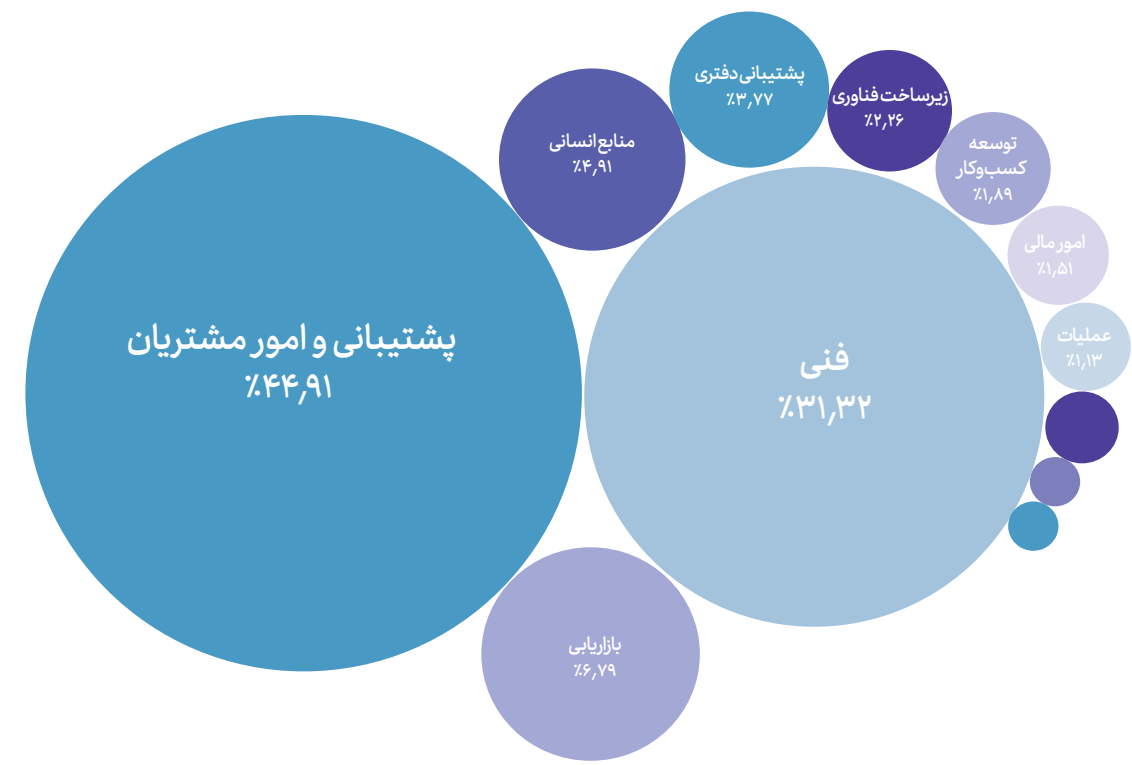 پشتیبانی دفتری
٪۳٫۷۷
زیرساخت فناوری
٪۲٫۲۶
منابع انسانی
٪۴٫۹۱
توسعه
کسب‌وکار
٪۱٫۸۹
امور مالی
٪۱٫۵۱
عملیات
٪۱٫۱۳
پشتیبانی و امور مشتریان
٪۴۴٫۹۱
فنی
٪۳۱٫۳۲
بازاریابی
٪۶٫۷۹